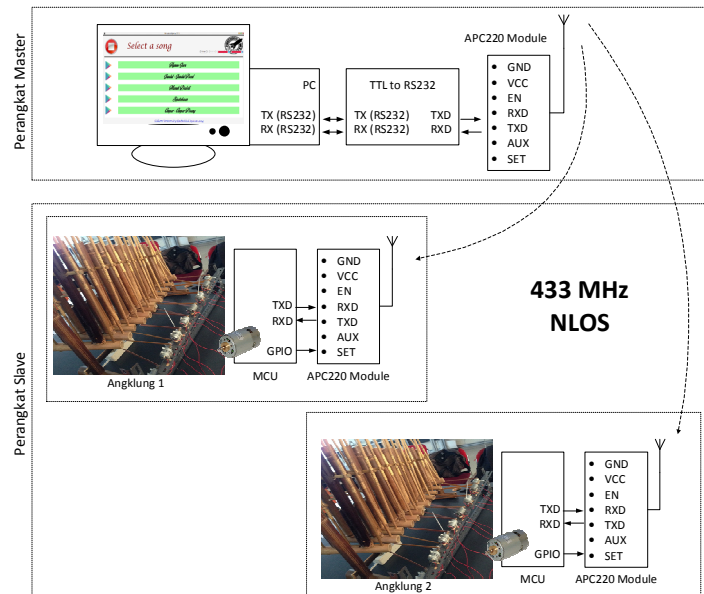 Perangkat Master
Select a song
PC
TX (RS232)
RX (RS232)
TTL to RS232
TX (RS232) TXD
RX (RS232) RXD
APC220 Module
GND
VCC
EN
RXD
TXD
AUX
SET
Perangkat Slave
Angklung 1
TXD
RXD
GPIO
MCU
GND
VCC
EN
RXD
TXD
AUX
SET
APC220 Module
433 MHz
NLOS
Angklung 2
TXD
RXD
GPIO
MCU
GND
VCC
EN
RXD
TXD
AUX
SET
APC220 Module